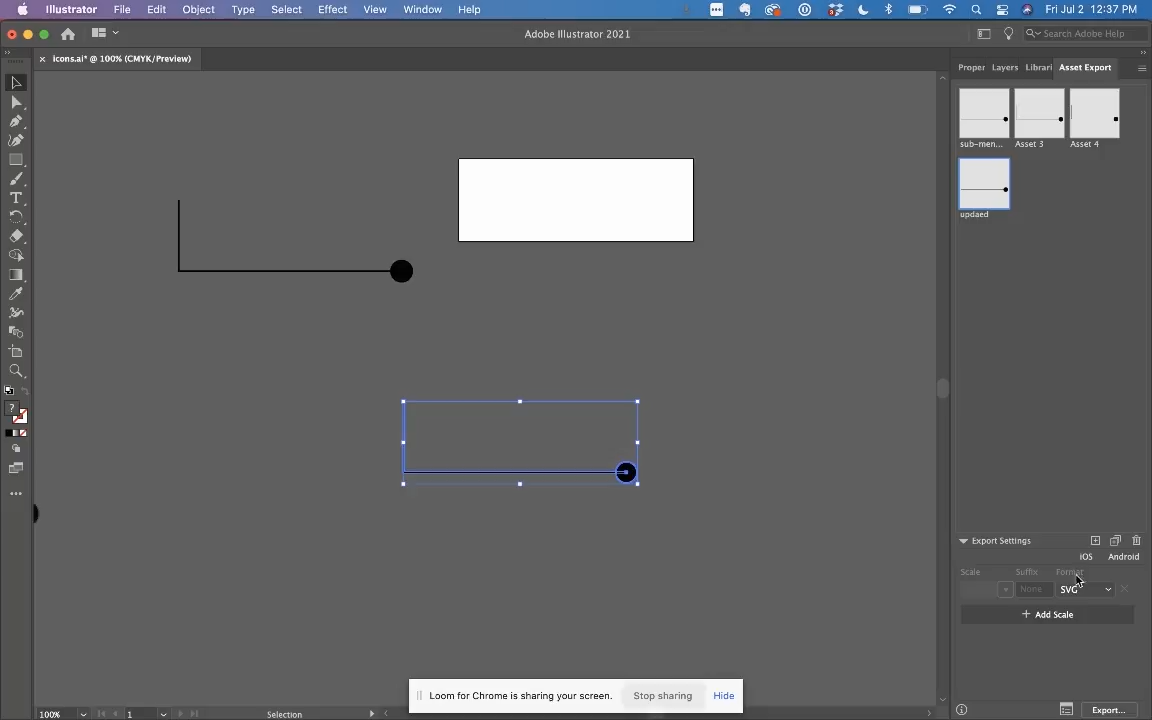 Illustrator File Edit Object Type Select Effect View Window Help Fri Jul 2 12:37 PM
Adobe Illustrator 2021 Search Adobe Help
× icons.ai* @ 100% (CMYK/Preview)
Proper Layers Librari Asset Export
sub-men... Asset 3 Asset 4
updaed
Export Settings
iOS Android
Scale Suffix Format
None SVG
+ Add Scale
Loom for Chrome is sharing your screen. Stop sharing Hide
100% 1 Selection Export...